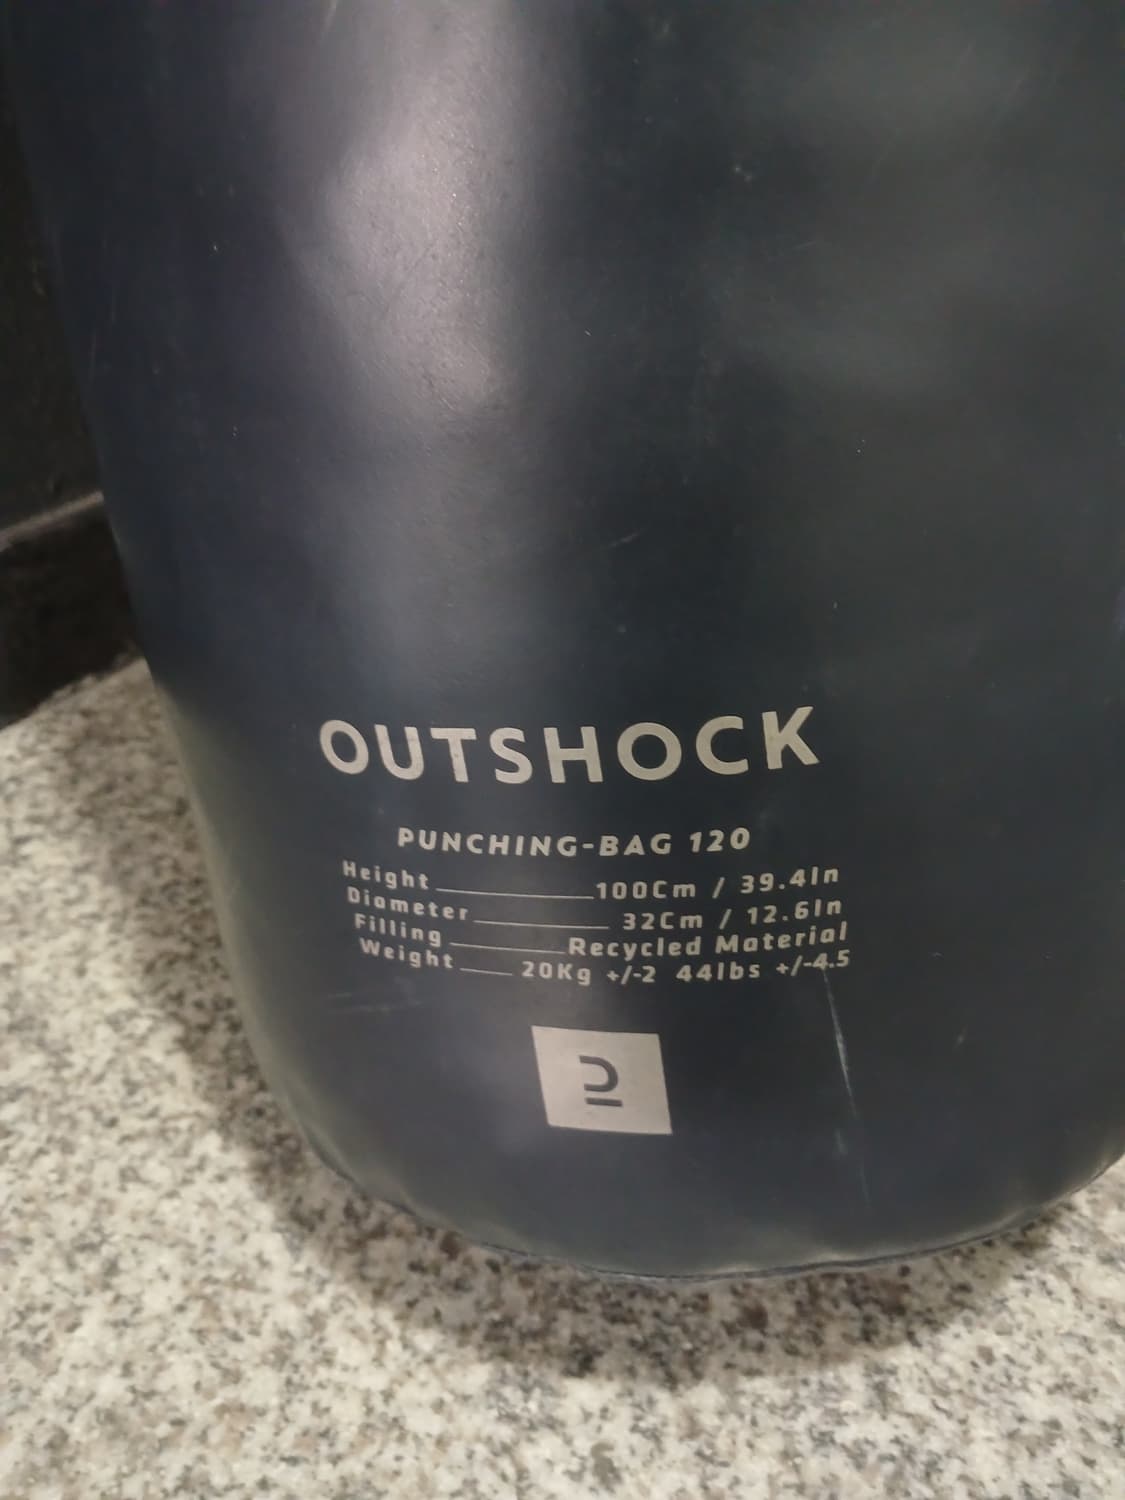 OUTSHOCK
PUNCHING-BAG 120
Height 100Cm / 39.4In
Diameter 32Cm / 12.6In
Filling Recycled Material
Weight 20Kg +/-2 44lbs +/-4.5